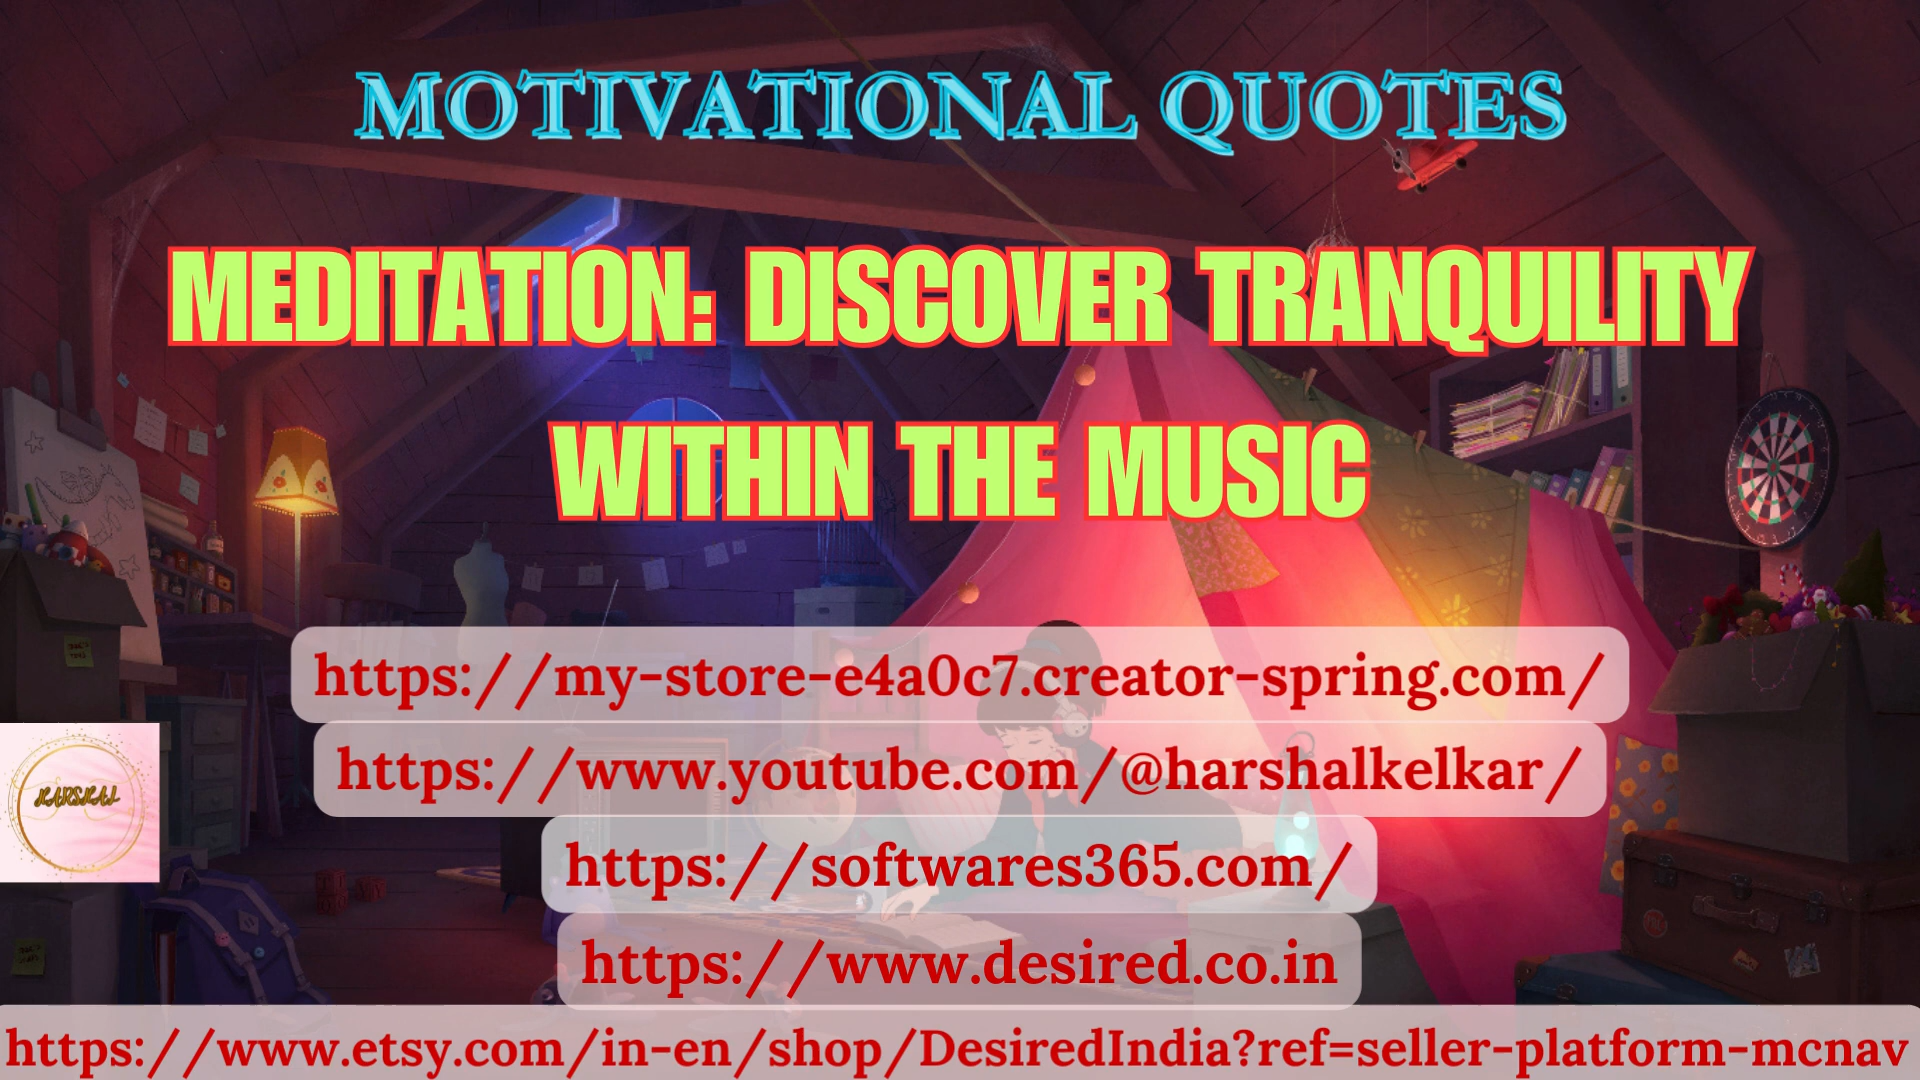 MOTIVATIONAL QUOTES
MEDITATION: DISCOVER TRANQUILITY
WITHIN THE MUSIC
https://my-store-e4a0c7.creator-spring.com/
https://www.youtube.com/@harshalkelkar/
https://softwares365.com/
https://www.desired.co.in
https://www.etsy.com/in-en/shop/DesiredIndia?ref=seller-platform-mcnav